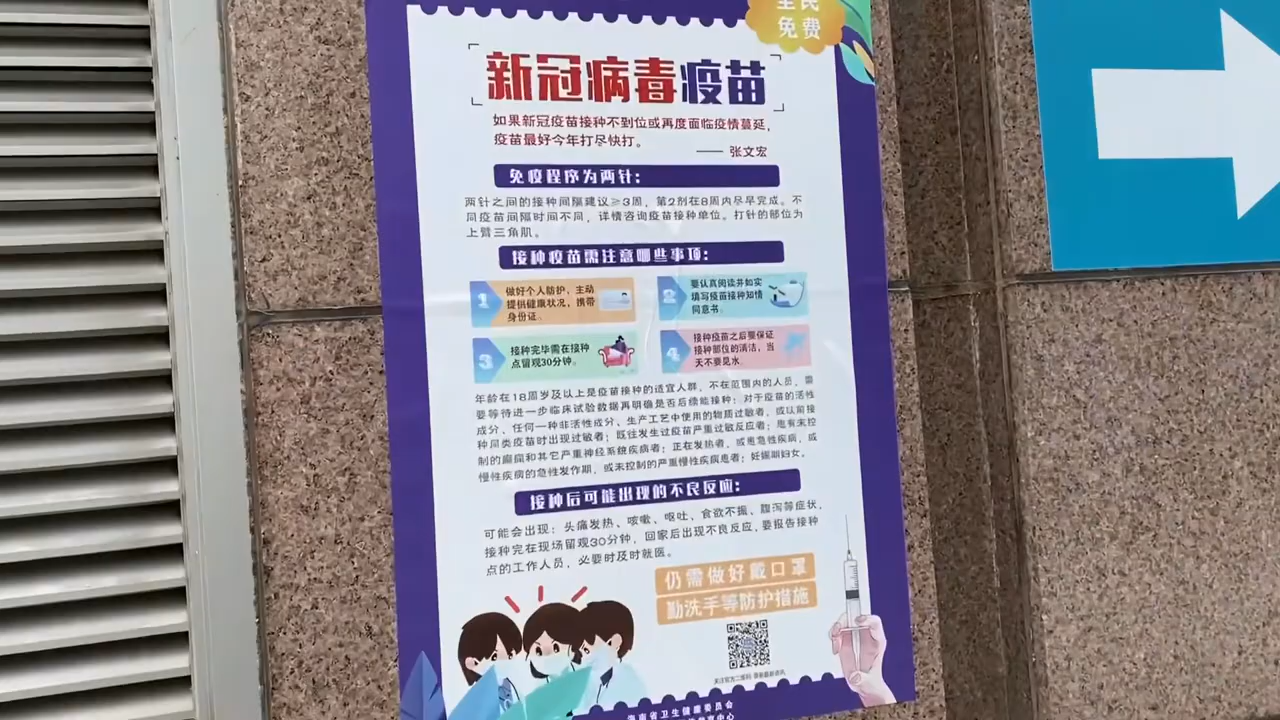 全民
免费
新冠病毒疫苗
如果新冠疫苗接种不到位或再度面临疫情蔓延，
疫苗最好今年打尽快打。
—— 张文宏
免疫程序为两针：
两针之间的接种间隔建议≥3周，第2剂在8周内尽早完成。不
同疫苗间隔时间不同，详情咨询疫苗接种单位。打针的部位为
上臂三角肌。
接种疫苗需注意哪些事项：
1
做好个人防护，主动
提供健康状况，携带
身份证。
2
要认真阅读并如实
填写疫苗接种知情
同意书。
3
接种完毕需在接种
点留观30分钟。
4
接种疫苗之后要保证
接种部位的清洁，当
天不要见水。
年龄在18周岁及以上是疫苗接种的适宜人群，不在范围内的人员，需
要等待进一步临床试验数据再明确是否后续能接种；对于疫苗的活性
成分、任何一种非活性成分、生产工艺中使用的物质过敏者，或以前接
种同类疫苗时出现过敏者；既往发生过疫苗严重过敏反应者；患有未控
制的癫痫和其它严重神经系统疾病者；正在发热者，或患急性疾病，或
慢性疾病的急性发作期，或未控制的严重慢性疾病患者；妊娠期妇女。
接种后可能出现的不良反应：
可能会出现：头痛发热、咳嗽、呕吐、食欲不振、腹泻等症状，
接种完在现场留观30分钟，回家后出现不良反应，要报告接种
点的工作人员，必要时及时就医。
仍需做好戴口罩
勤洗手等防护措施
海南省卫生健康委员会